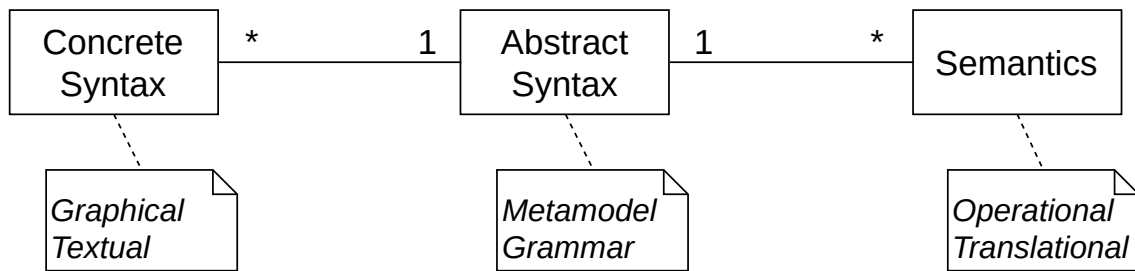 Concrete
Syntax
*
1
Abstract
Syntax
1
*
Semantics
Graphical
Textual
Metamodel
Grammar
Operational
Translational